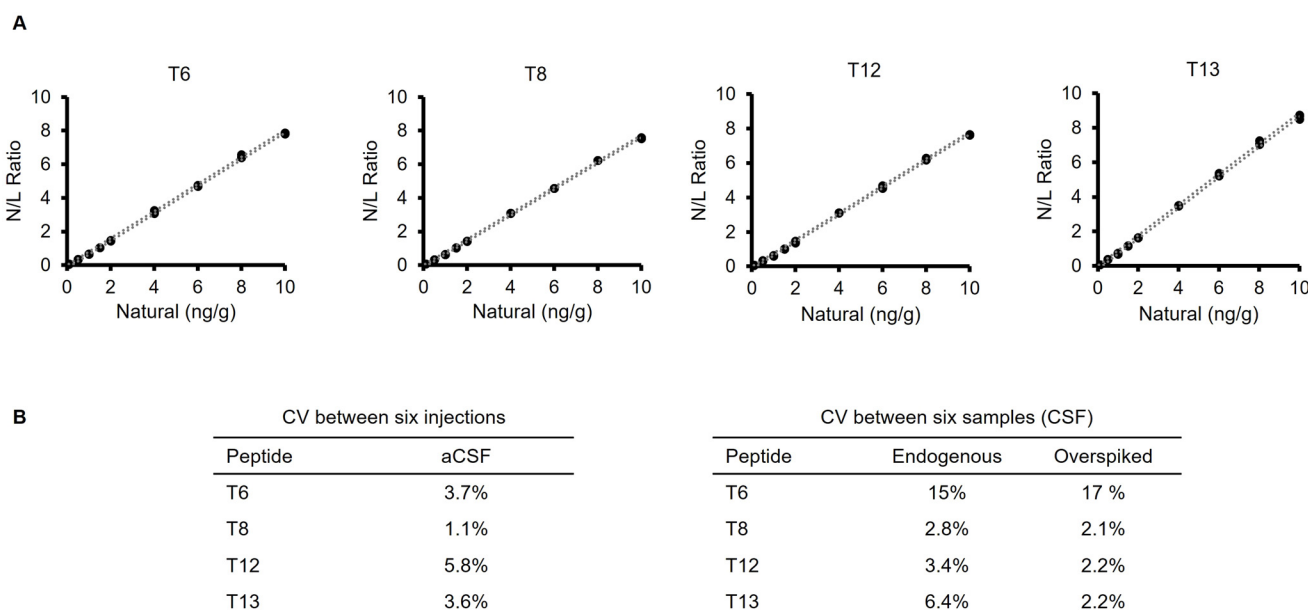 A
T6
T8
T12
T13
10
8
6
4
2
0
N/L Ratio
0 2 4 6 8 10
Natural (ng/g)
10
8
6
4
2
0
N/L Ratio
0 2 4 6 8 10
Natural (ng/g)
10
8
6
4
2
0
N/L Ratio
0 2 4 6 8 10
Natural (ng/g)
10
8
6
4
2
0
N/L Ratio
0 2 4 6 8 10
Natural (ng/g)
B
CV between six injections
Peptide aCSF
T6 3.7%
T8 1.1%
T12 5.8%
T13 3.6%
CV between six samples (CSF)
Peptide Endogenous Overspiked
T6 15% 17 %
T8 2.8% 2.1%
T12 3.4% 2.2%
T13 6.4% 2.2%